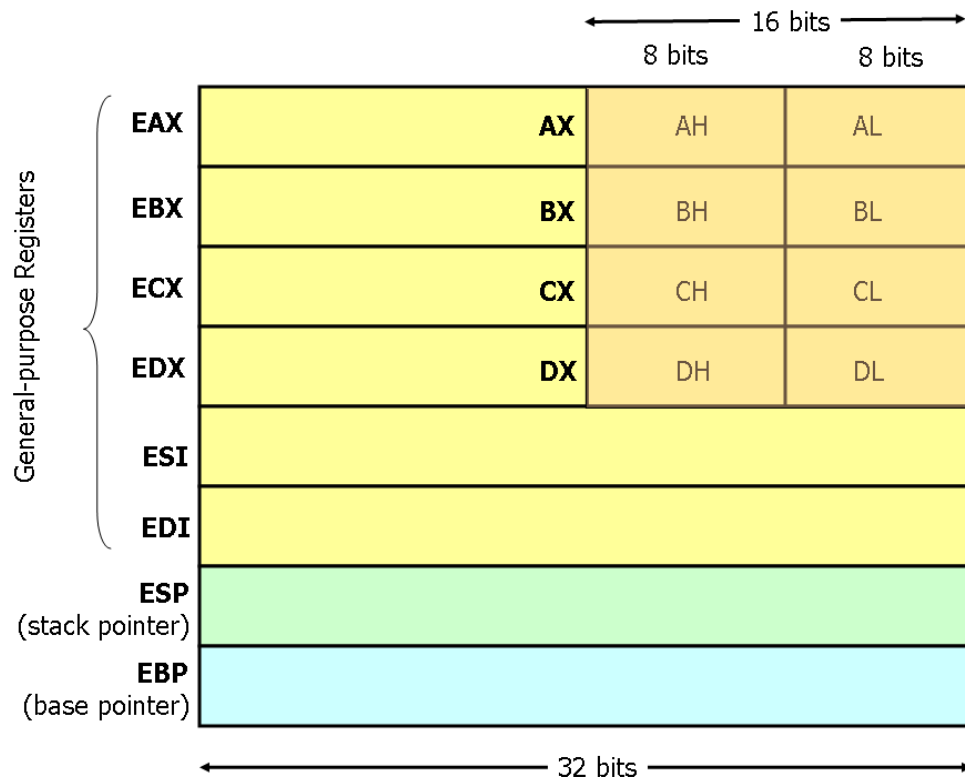 16 bits
8 bits 8 bits
General-purpose Registers
EAX AX AH AL
EBX BX BH BL
ECX CX CH CL
EDX DX DH DL
ESI
EDI
ESP
(stack pointer)
EBP
(base pointer)
32 bits